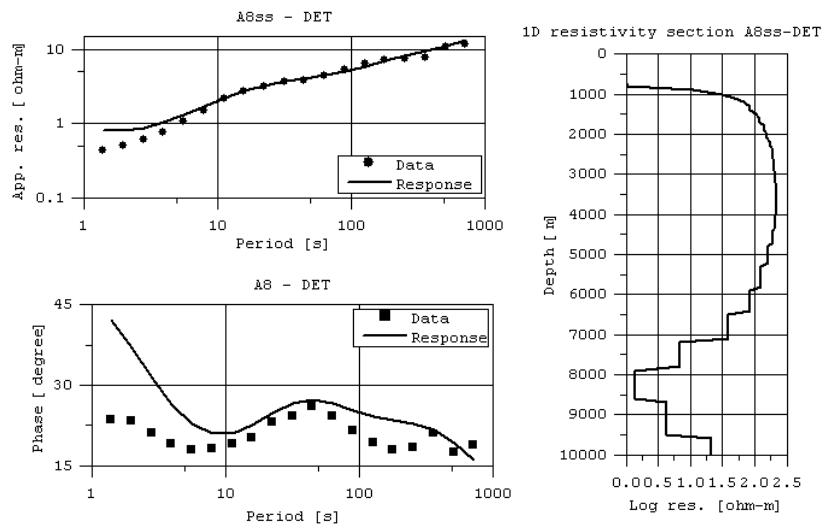 A8ss - DET
App. res.[ ohm-m]
10
1
0.1
Data
Response
1 10 100 1000
Period [s]
A8 - DET
Phase[ degree]
45
30
15
Data
Response
1 10 100 1000
Period [s]
1D resistivity section A8ss-DET
Depth[ m]
0
1000
2000
3000
4000
5000
6000
7000
8000
9000
10000
0.00.51.01.52.02.5
Log res. [ohm-m]